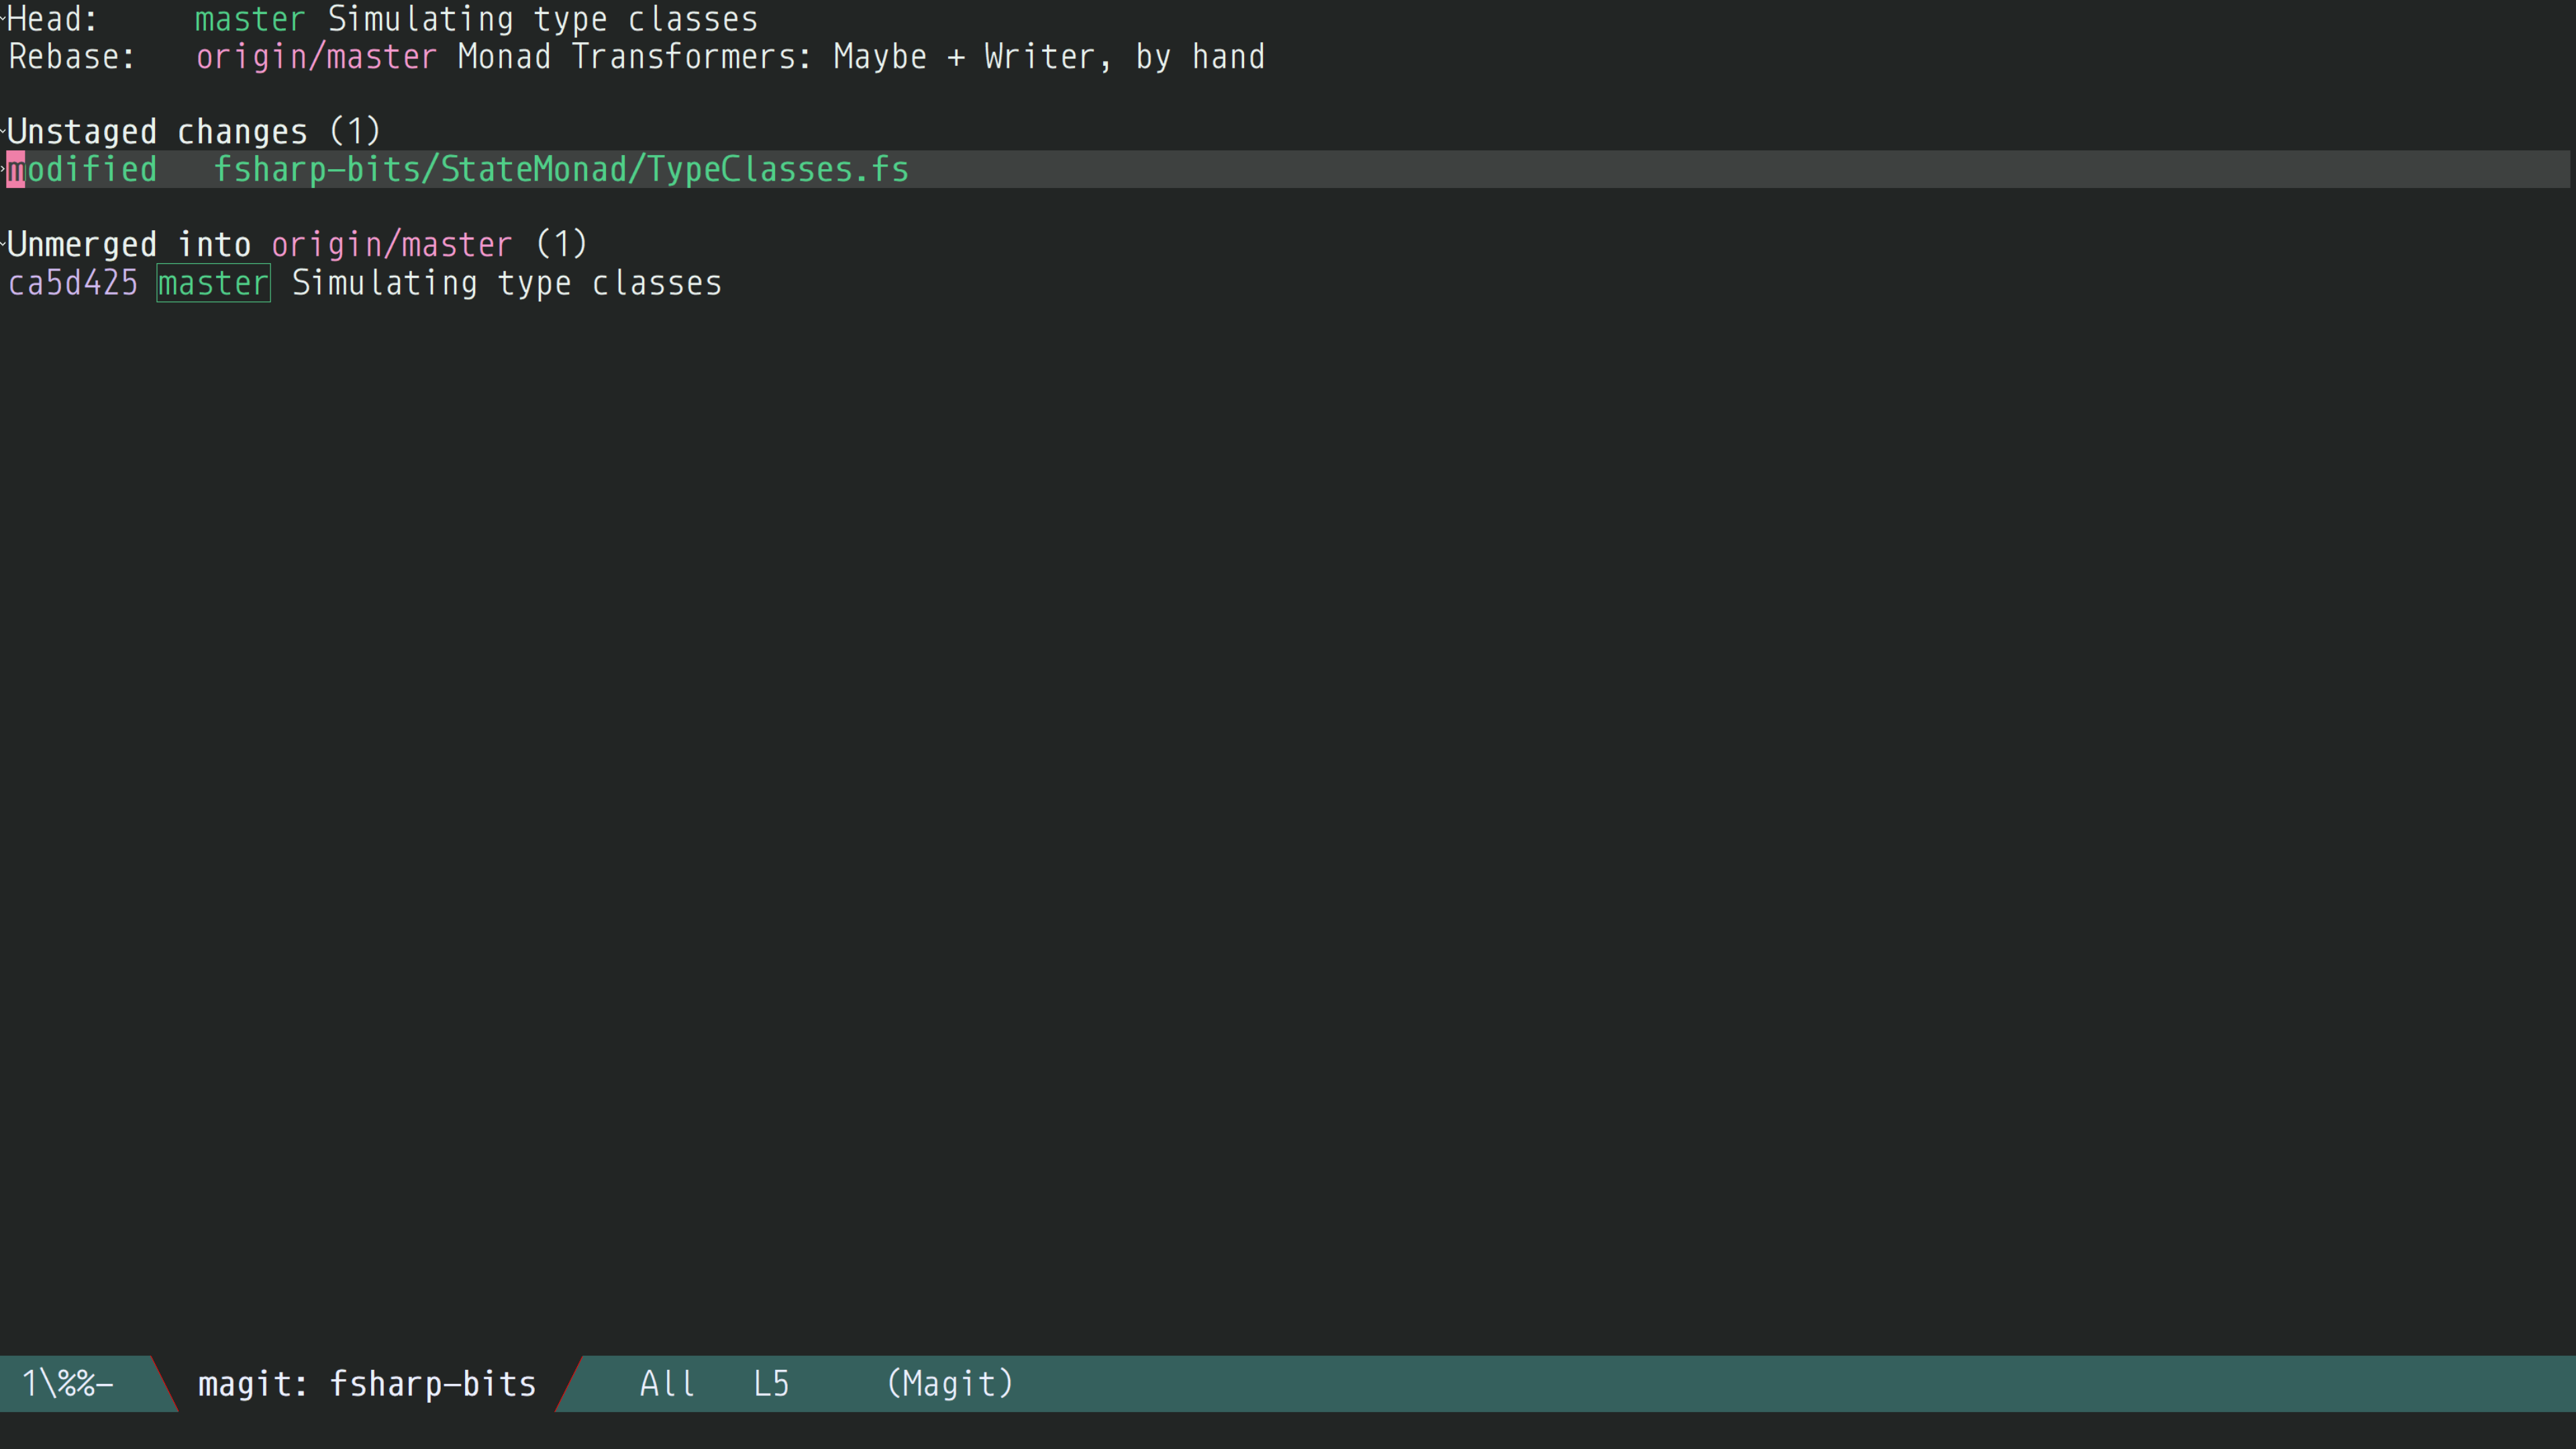 Head:     master Simulating type classes
Rebase:   origin/master Monad Transformers: Maybe + Writer, by hand
Unstaged changes (1)
modified   fsharp-bits/StateMonad/TypeClasses.fs
Unmerged into origin/master (1)
ca5d425 master Simulating type classes
1\%%- magit: fsharp-bits All L5 (Magit)